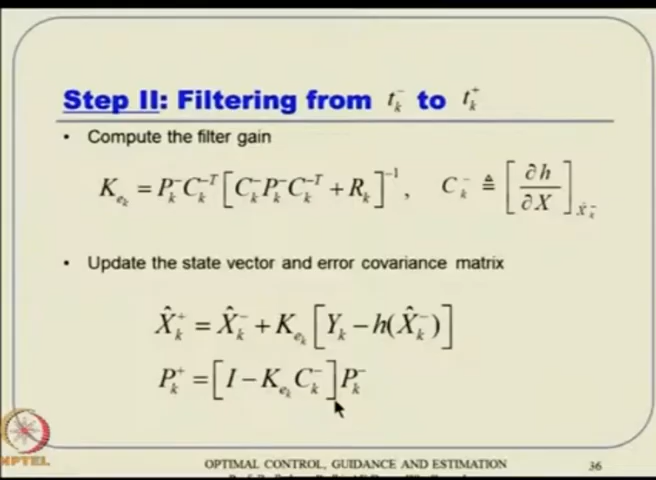 Step II: Filtering from t_k^- to t_k^+
• Compute the filter gain
K_{e_k} = P_k^- C_k^{-T} [C_k^- P_k^- C_k^{-T} + R_k]^{-1}, C_k^- ≜ [∂h/∂X]_{X̂_k^-}
• Update the state vector and error covariance matrix
X̂_k^+ = X̂_k^- + K_{e_k} [Y_k − h(X̂_k^-)]
P_k^+ = [I − K_{e_k} C_k^-] P_k^-
NPTEL
OPTIMAL CONTROL, GUIDANCE AND ESTIMATION
36